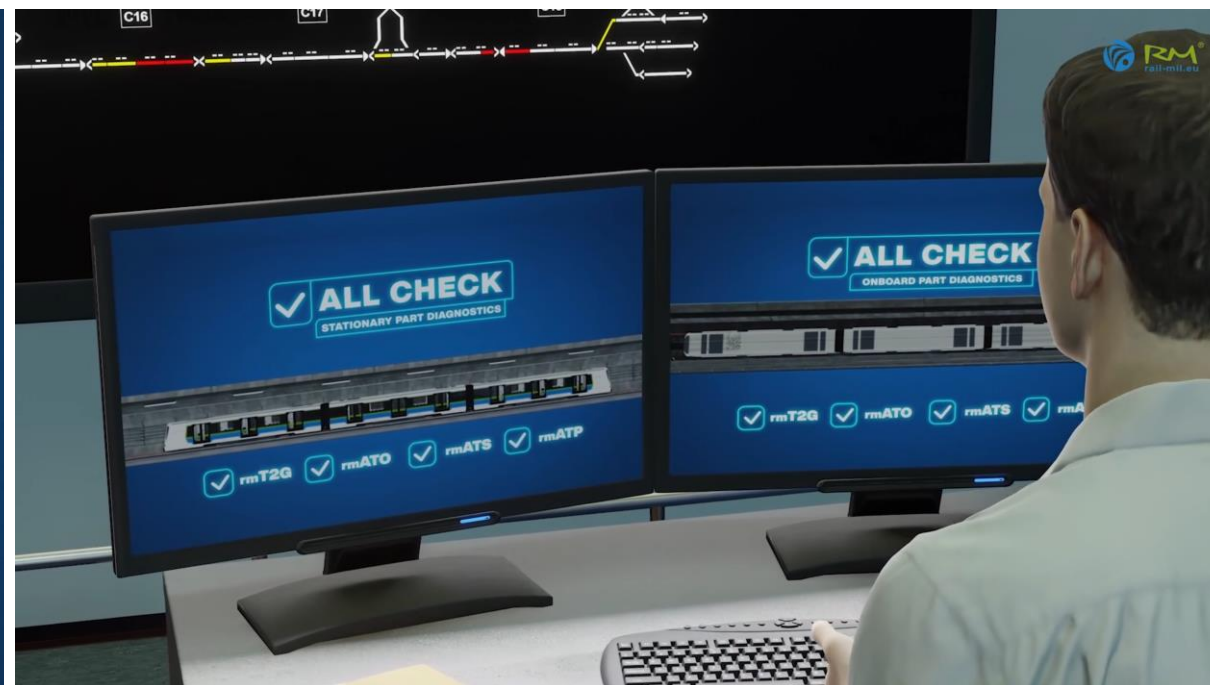 C16
C17
RM®
rail-mil.eu
ALL CHECK
STATIONARY PART DIAGNOSTICS
rmT2G
rmATO
rmATS
rmATP
ALL CHECK
ONBOARD PART DIAGNOSTICS
rmT2G
rmATO
rmATS